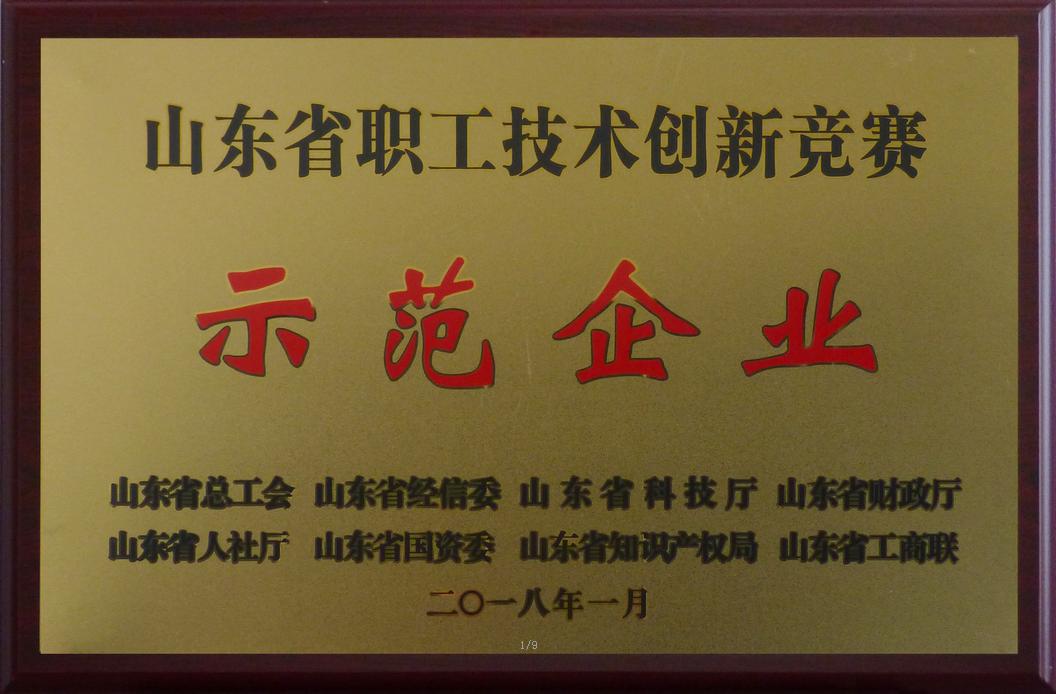 山东省职工技术创新竞赛
示范企业
山东省总工会 山东省经信委 山东省科技厅 山东省财政厅
山东省人社厅 山东省国资委 山东省知识产权局 山东省工商联
二〇一八年一月
1/9